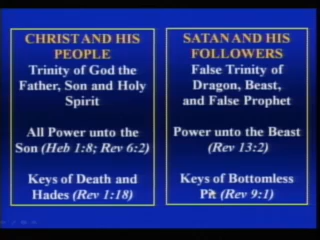 CHRIST AND HIS
PEOPLE
Trinity of God the
Father, Son and Holy
Spirit
All Power unto the
Son (Heb 1:8; Rev 6:2)
Keys of Death and
Hades (Rev 1:18)
SATAN AND HIS
FOLLOWERS
False Trinity of
Dragon, Beast,
and False Prophet
Power unto the Beast
(Rev 13:2)
Keys of Bottomless
Pit (Rev 9:1)